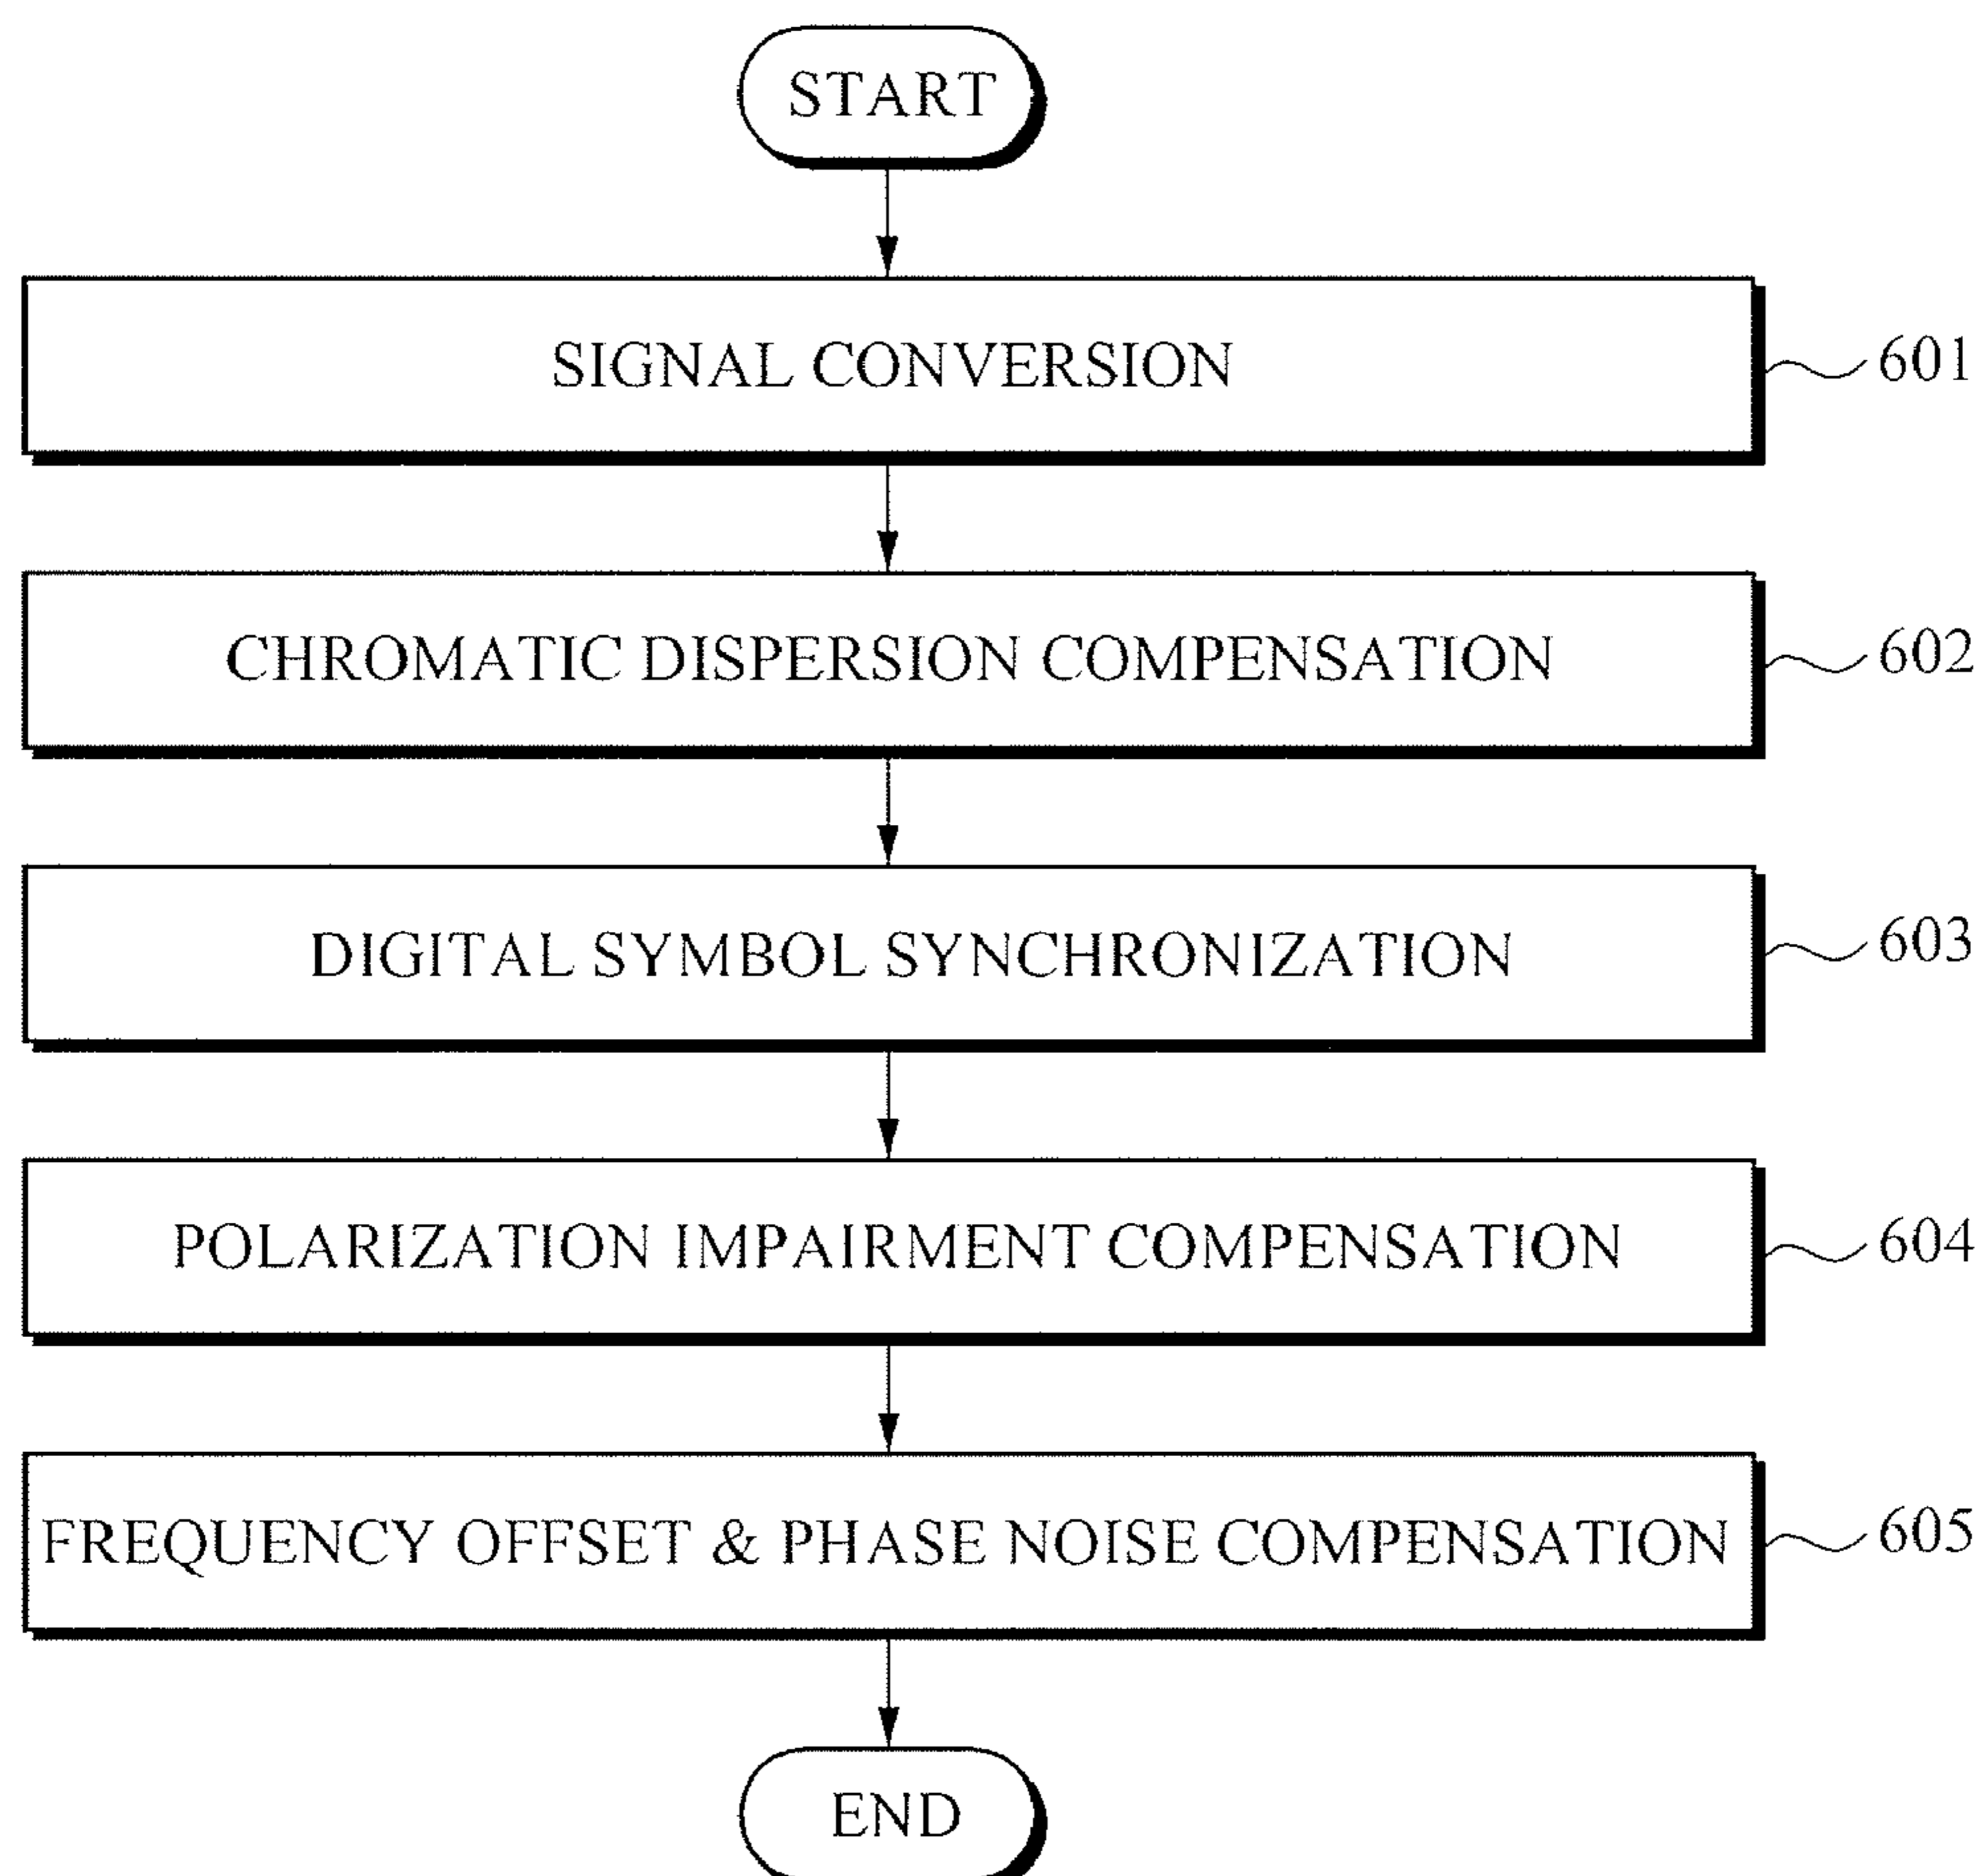 START
SIGNAL CONVERSION
601
CHROMATIC DISPERSION COMPENSATION
602
DIGITAL SYMBOL SYNCHRONIZATION
603
POLARIZATION IMPAIRMENT COMPENSATION
604
FREQUENCY OFFSET & PHASE NOISE COMPENSATION
605
END